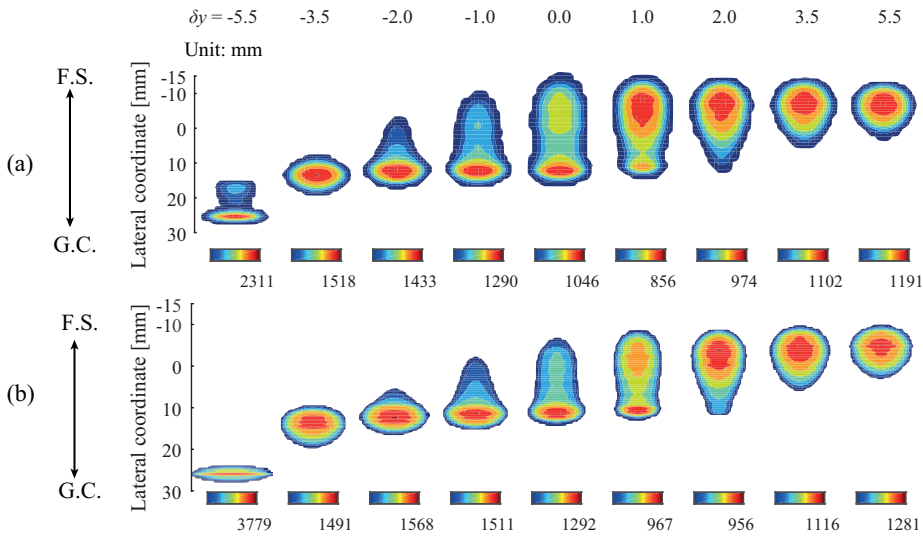 δy = -5.5 -3.5 -2.0 -1.0 0.0 1.0 2.0 3.5 5.5
Unit: mm
(a)
F.S.
G.C.
Lateral coordinate [mm]
-15
-10
0
10
20
30
2311 1518 1433 1290 1046 856 974 1102 1191
(b)
F.S.
G.C.
Lateral coordinate [mm]
-15
-10
0
10
20
30
3779 1491 1568 1511 1292 967 956 1116 1281